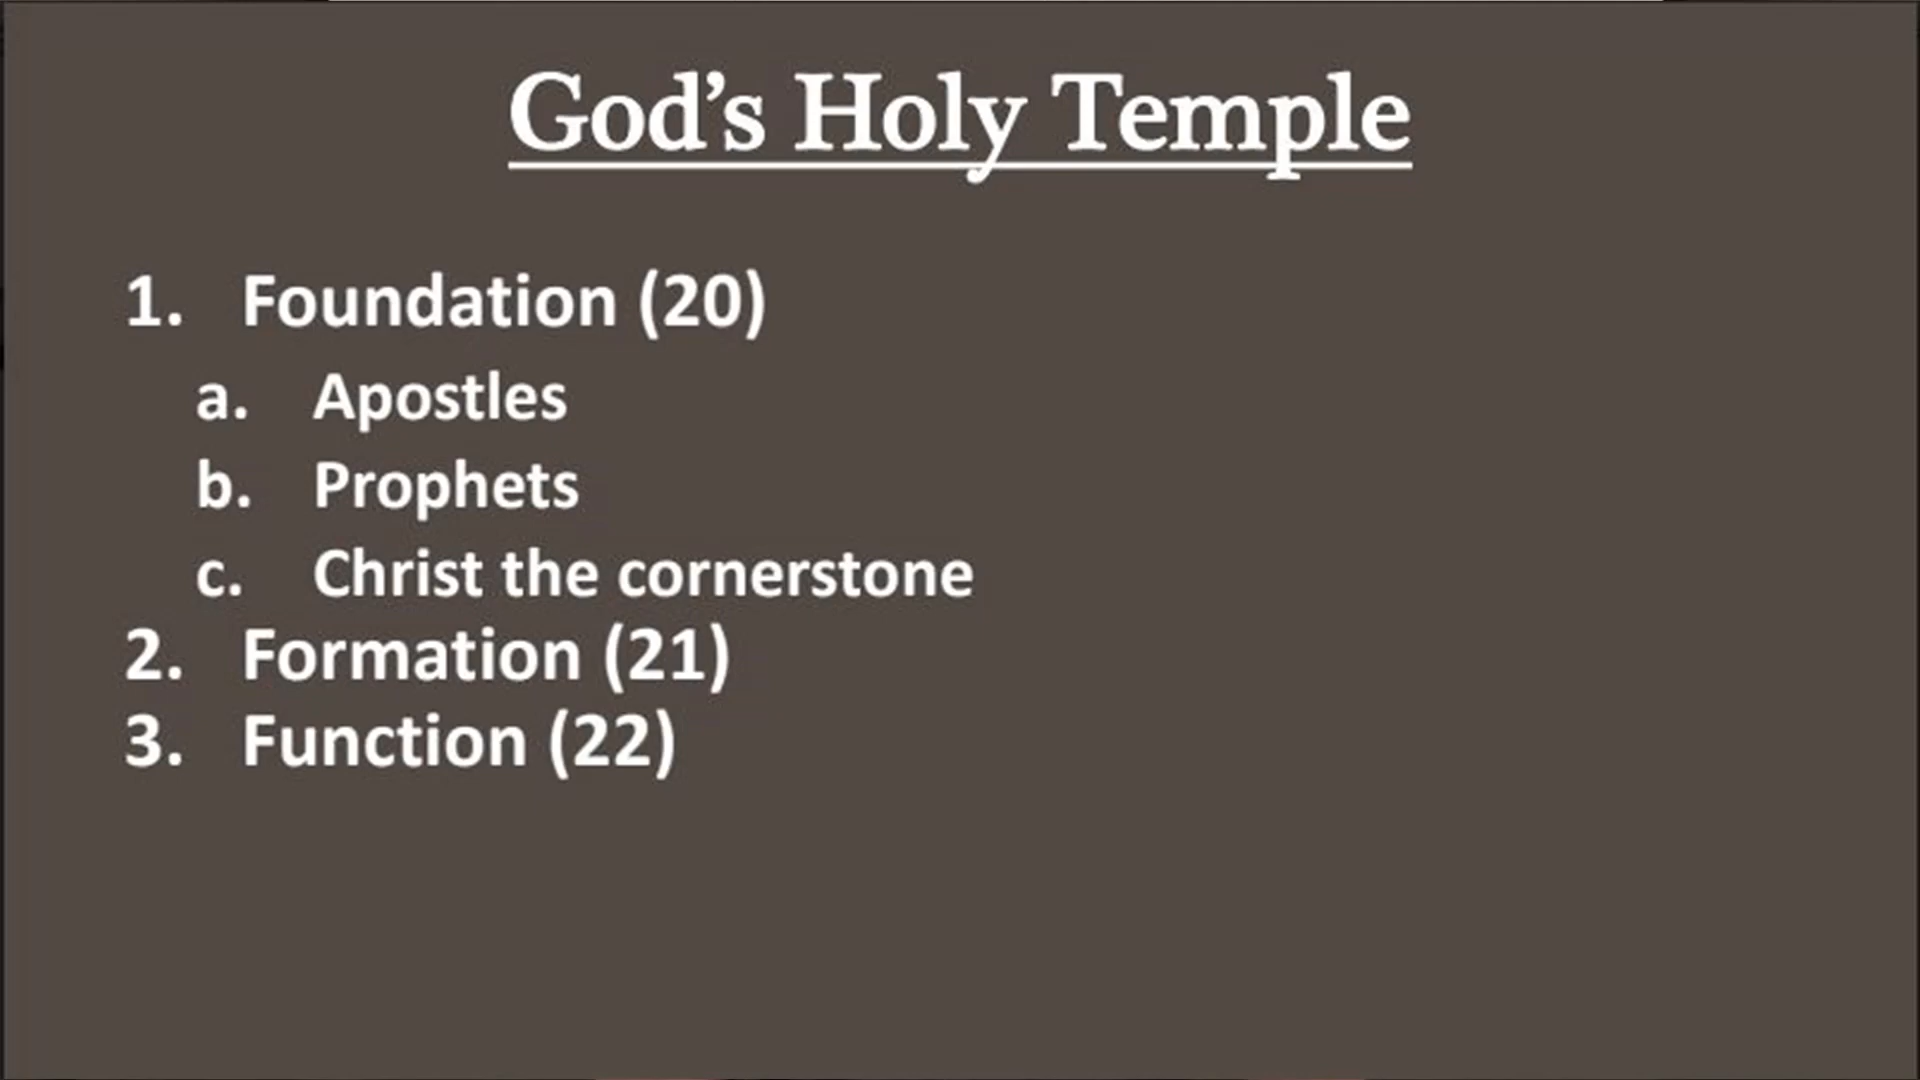 God’s Holy Temple
1. Foundation (20)
a. Apostles
b. Prophets
c. Christ the cornerstone
2. Formation (21)
3. Function (22)